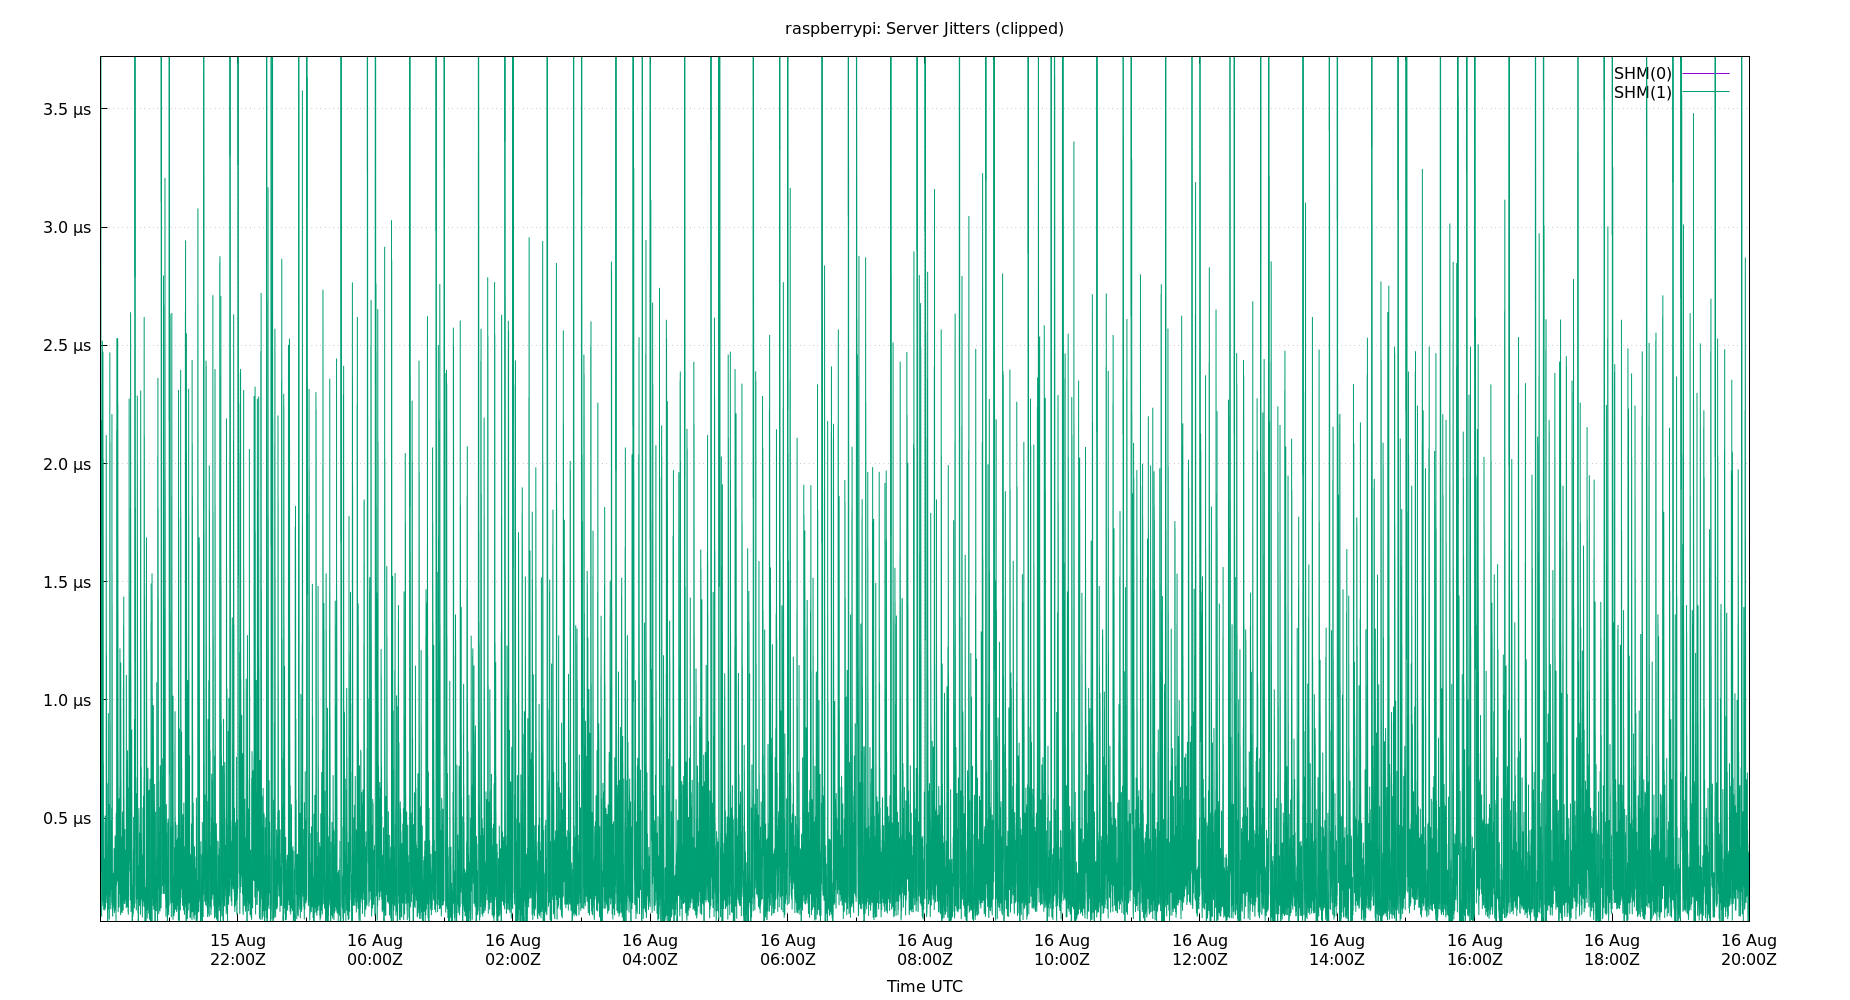 raspberrypi: Server Jitters (clipped)
SHM(0)
SHM(1)
3.5 µs
3.0 µs
2.5 µs
2.0 µs
1.5 µs
1.0 µs
0.5 µs
15 Aug 16 Aug 16 Aug 16 Aug 16 Aug 16 Aug 16 Aug 16 Aug 16 Aug 16 Aug 16 Aug 16 Aug
22:00Z 00:00Z 02:00Z 04:00Z 06:00Z 08:00Z 10:00Z 12:00Z 14:00Z 16:00Z 18:00Z 20:00Z
Time UTC